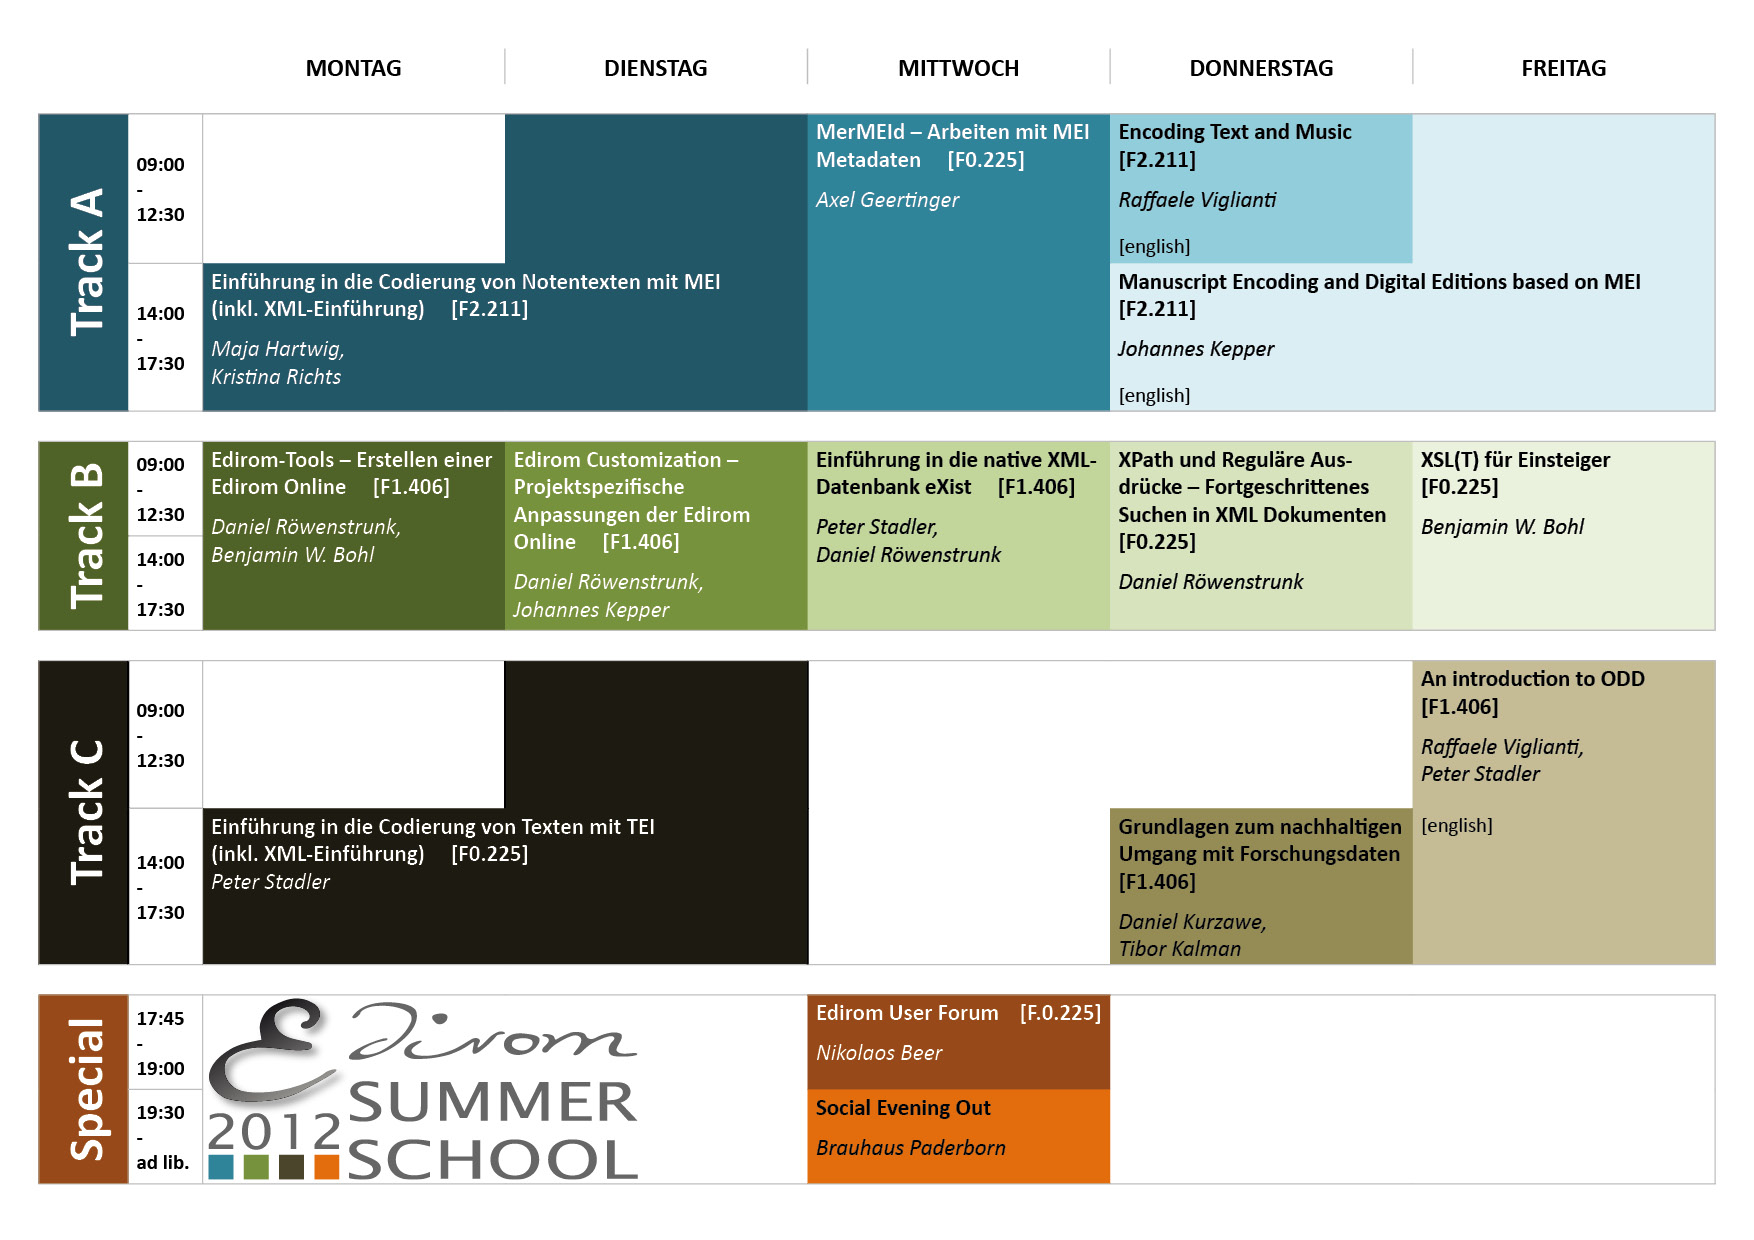 MONTAG
DIENSTAG
MITTWOCH
DONNERSTAG
FREITAG
Track A
09:00
-
12:30
MerMEId – Arbeiten mit MEI
Metadaten [F0.225]
Axel Geertinger
Encoding Text and Music
[F2.211]
Raffaele Viglianti
[english]
14:00
-
17:30
Einführung in die Codierung von Notentexten mit MEI
(inkl. XML-Einführung) [F2.211]
Maja Hartwig,
Kristina Richts
Manuscript Encoding and Digital Editions based on MEI
[F2.211]
Johannes Kepper
[english]
Track B
09:00
-
12:30
14:00
-
17:30
Edirom-Tools – Erstellen einer
Edirom Online [F1.406]
Daniel Röwenstrunk,
Benjamin W. Bohl
Edirom Customization –
Projektspezifische
Anpassungen der Edirom
Online [F1.406]
Daniel Röwenstrunk,
Johannes Kepper
Einführung in die native XML-
Datenbank eXist [F1.406]
Peter Stadler,
Daniel Röwenstrunk
XPath und Reguläre Aus-
drücke – Fortgeschrittenes
Suchen in XML Dokumenten
[F0.225]
Daniel Röwenstrunk
XSL(T) für Einsteiger
[F0.225]
Benjamin W. Bohl
Track C
09:00
-
12:30
An introduction to ODD
[F1.406]
Raffaele Viglianti,
Peter Stadler
[english]
14:00
-
17:30
Einführung in die Codierung von Texten mit TEI
(inkl. XML-Einführung) [F0.225]
Peter Stadler
Grundlagen zum nachhaltigen
Umgang mit Forschungsdaten
[F1.406]
Daniel Kurzawe,
Tibor Kalman
Special
17:45
-
19:00
19:30
-
ad lib.
Edirom
SUMMER
2012
SCHOOL
Edirom User Forum [F.0.225]
Nikolaos Beer
Social Evening Out
Brauhaus Paderborn